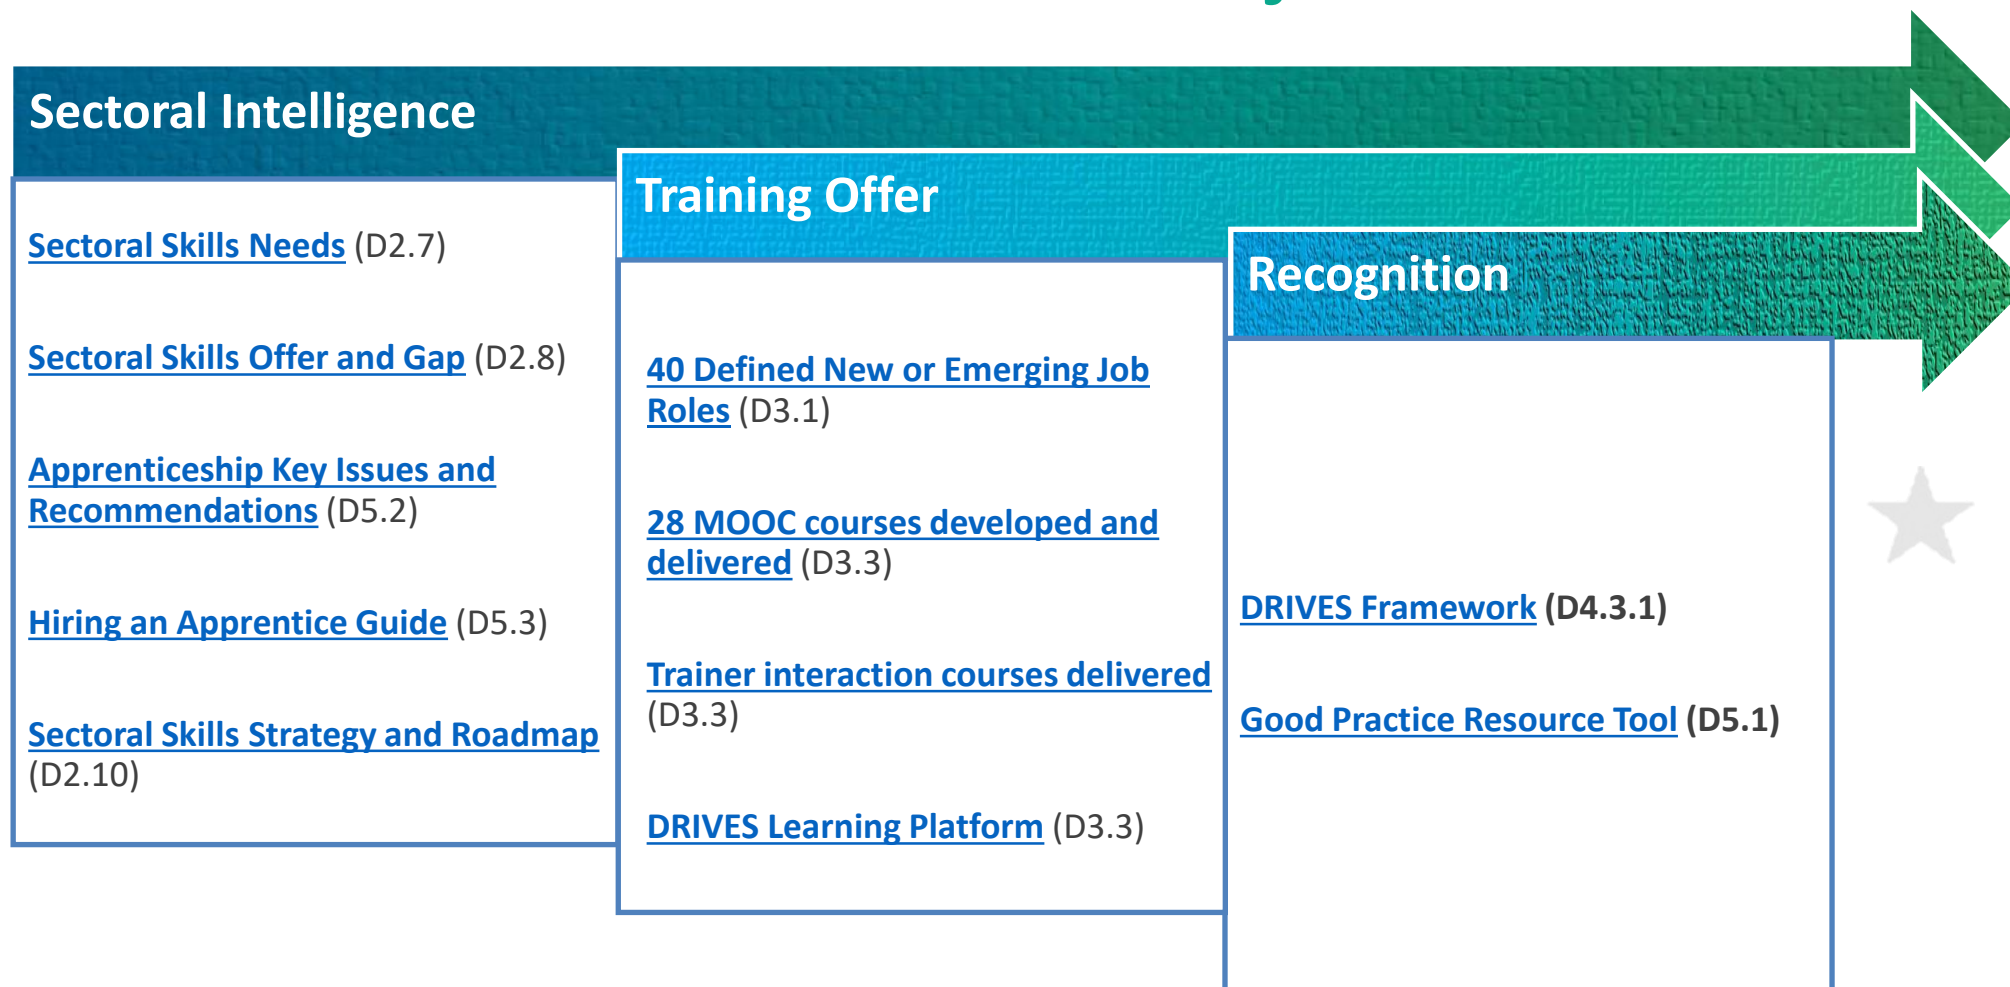 Sectoral Intelligence
Sectoral Skills Needs (D2.7)
Sectoral Skills Offer and Gap (D2.8)
Apprenticeship Key Issues and
Recommendations (D5.2)
Hiring an Apprentice Guide (D5.3)
Sectoral Skills Strategy and Roadmap
(D2.10)
Training Offer
40 Defined New or Emerging Job
Roles (D3.1)
28 MOOC courses developed and
delivered (D3.3)
Trainer interaction courses delivered
(D3.3)
DRIVES Learning Platform (D3.3)
Recognition
DRIVES Framework (D4.3.1)
Good Practice Resource Tool (D5.1)